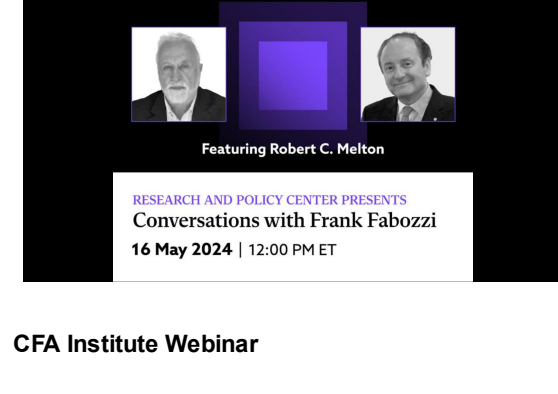 Featuring Robert C. Melton
RESEARCH AND POLICY CENTER PRESENTS
Conversations with Frank Fabozzi
16 May 2024 | 12:00 PM ET
CFA Institute Webinar